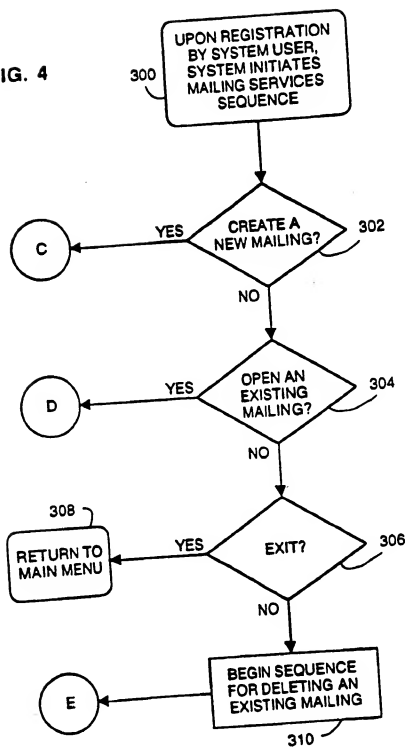 IG. 4
300
UPON REGISTRATION
BY SYSTEM USER,
SYSTEM INITIATES
MAILING SERVICES
SEQUENCE
C
YES
CREATE A
NEW MAILING?
302
NO
D
YES
OPEN AN
EXISTING
MAILING?
304
NO
308
RETURN TO
MAIN MENU
YES
EXIT?
306
NO
E
BEGIN SEQUENCE
FOR DELETING AN
EXISTING MAILING
310